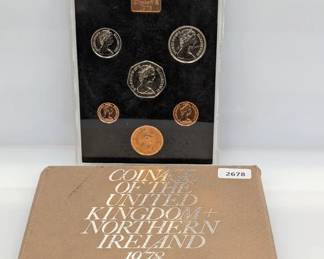 COINAGE
OF THE
UNITED
KINGDOM +
NORTHERN
IRELAND
1978
2678